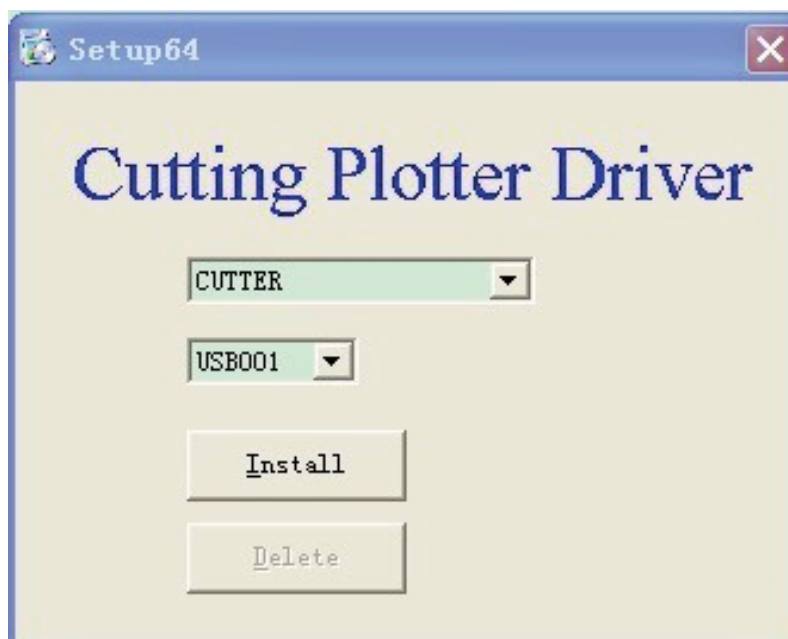 Setup64
Cutting Plotter Driver
CUTTER
USB001
Install
Delete